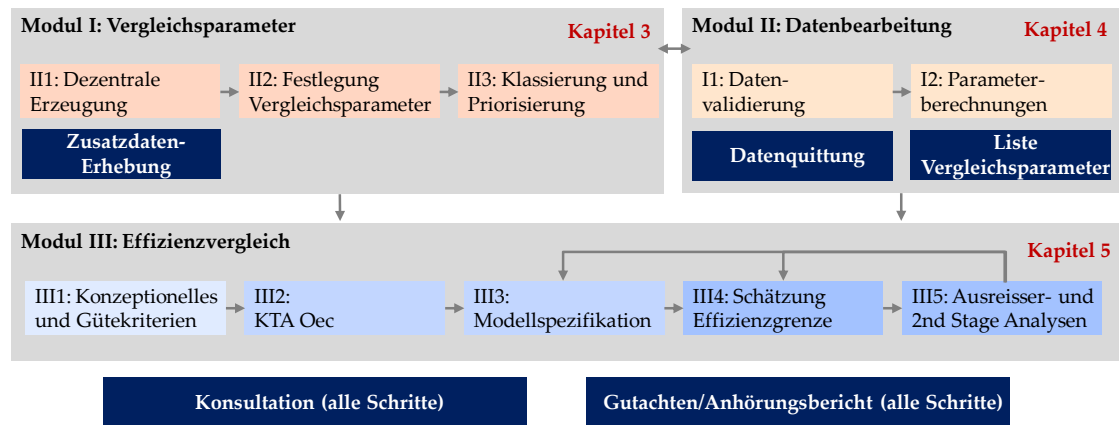 Modul I: Vergleichsparameter
Kapitel 3
II1: Dezentrale
Erzeugung
II2: Festlegung
Vergleichsparameter
II3: Klassierung und
Priorisierung
Zusatzdaten-
Erhebung
Modul II: Datenbearbeitung
Kapitel 4
I1: Daten-
validierung
I2: Parameter-
berechnungen
Datenquittung
Liste
Vergleichsparameter
Modul III: Effizienzvergleich
Kapitel 5
III1: Konzeptionelles
und Gütekriterien
III2:
KTA Oec
III3:
Modellspezifikation
III4: Schätzung
Effizienzgrenze
III5: Ausreisser- und
2nd Stage Analysen
Konsultation (alle Schritte)
Gutachten/Anhörungsbericht (alle Schritte)